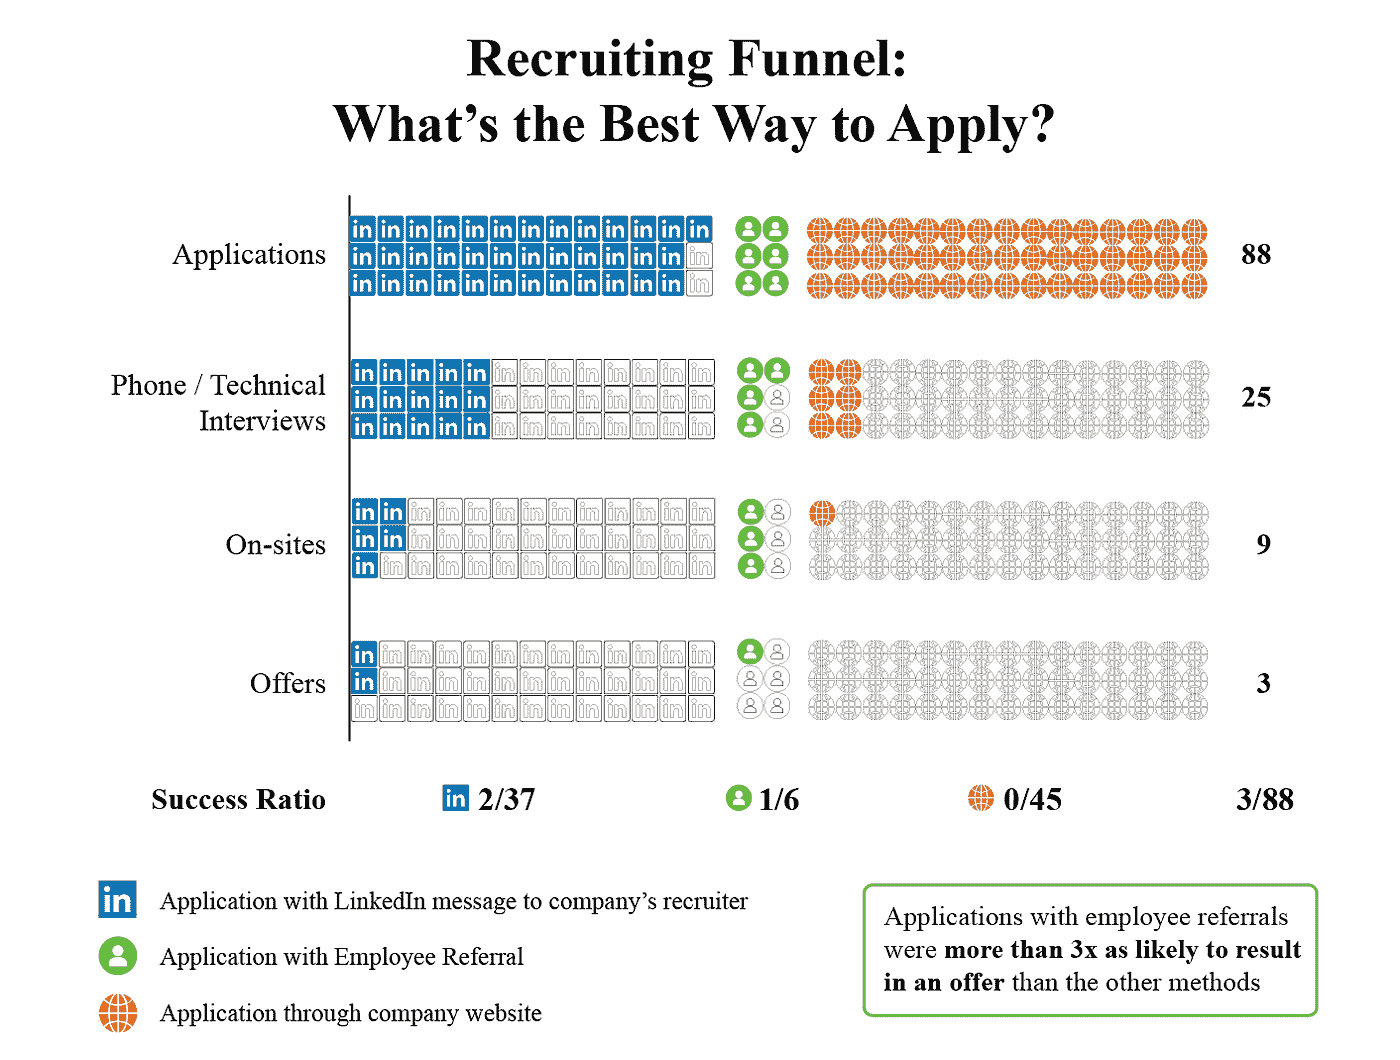 Recruiting Funnel:
What’s the Best Way to Apply?
Applications
88
Phone / Technical
Interviews
25
On-sites
9
Offers
3
Success Ratio
in 2/37
1/6
0/45
3/88
in Application with LinkedIn message to company’s recruiter
Application with Employee Referral
Application through company website
Applications with employee referrals
were more than 3x as likely to result
in an offer than the other methods